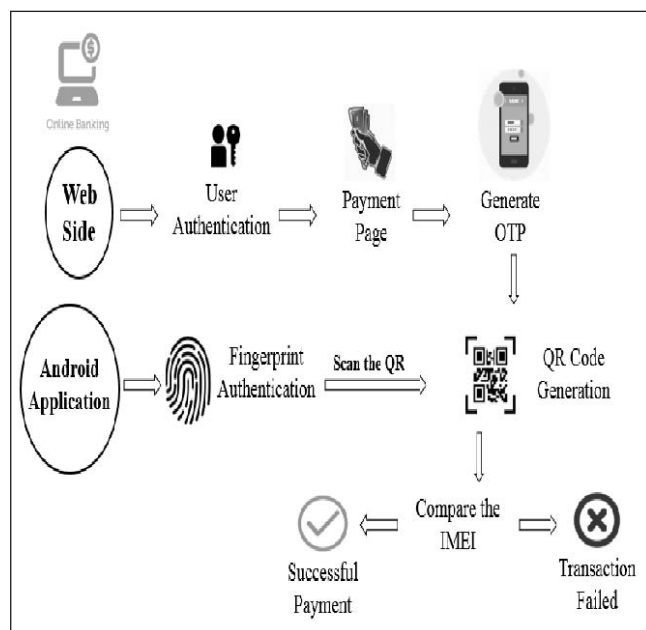 Online Banking
Web
Side
User
Authentication
Payment
Page
Generate
OTP
Android
Application
Fingerprint
Authentication
Scan the QR
QR Code
Generation
Compare the
IMEI
Successful
Payment
Transaction
Failed